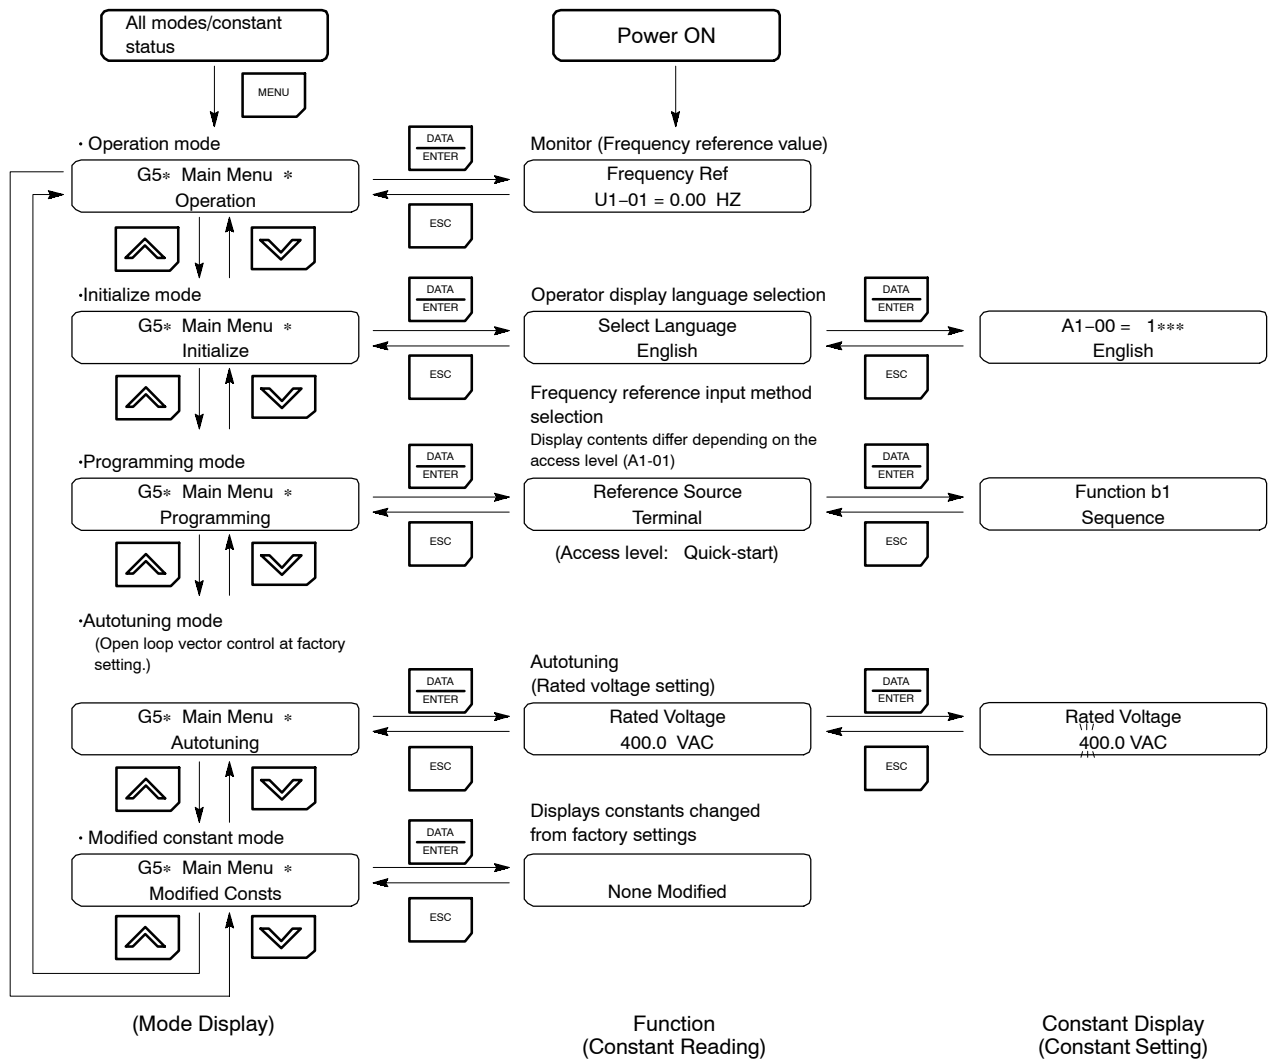 All modes/constant
status
Power ON
MENU
· Operation mode
DATA
ENTER
Monitor (Frequency reference value)
G5* Main Menu *
Operation
Frequency Ref
U1−01 = 0.00 HZ
ESC
·Initialize mode
DATA
ENTER
Operator display language selection
DATA
ENTER
G5* Main Menu *
Initialize
Select Language
English
A1−00 = 1***
English
ESC
ESC
Frequency reference input method
selection
Display contents differ depending on the
access level (A1-01)
·Programming mode
DATA
ENTER
DATA
ENTER
G5* Main Menu *
Programming
Reference Source
Terminal
Function b1
Sequence
ESC
(Access level: Quick-start)
ESC
·Autotuning mode
(Open loop vector control at factory
setting.)
DATA
ENTER
Autotuning
(Rated voltage setting)
DATA
ENTER
G5* Main Menu *
Autotuning
Rated Voltage
400.0 VAC
Rated Voltage
400.0 VAC
ESC
ESC
· Modified constant mode
DATA
ENTER
Displays constants changed
from factory settings
G5* Main Menu *
Modified Consts
None Modified
ESC
(Mode Display)
Function
(Constant Reading)
Constant Display
(Constant Setting)